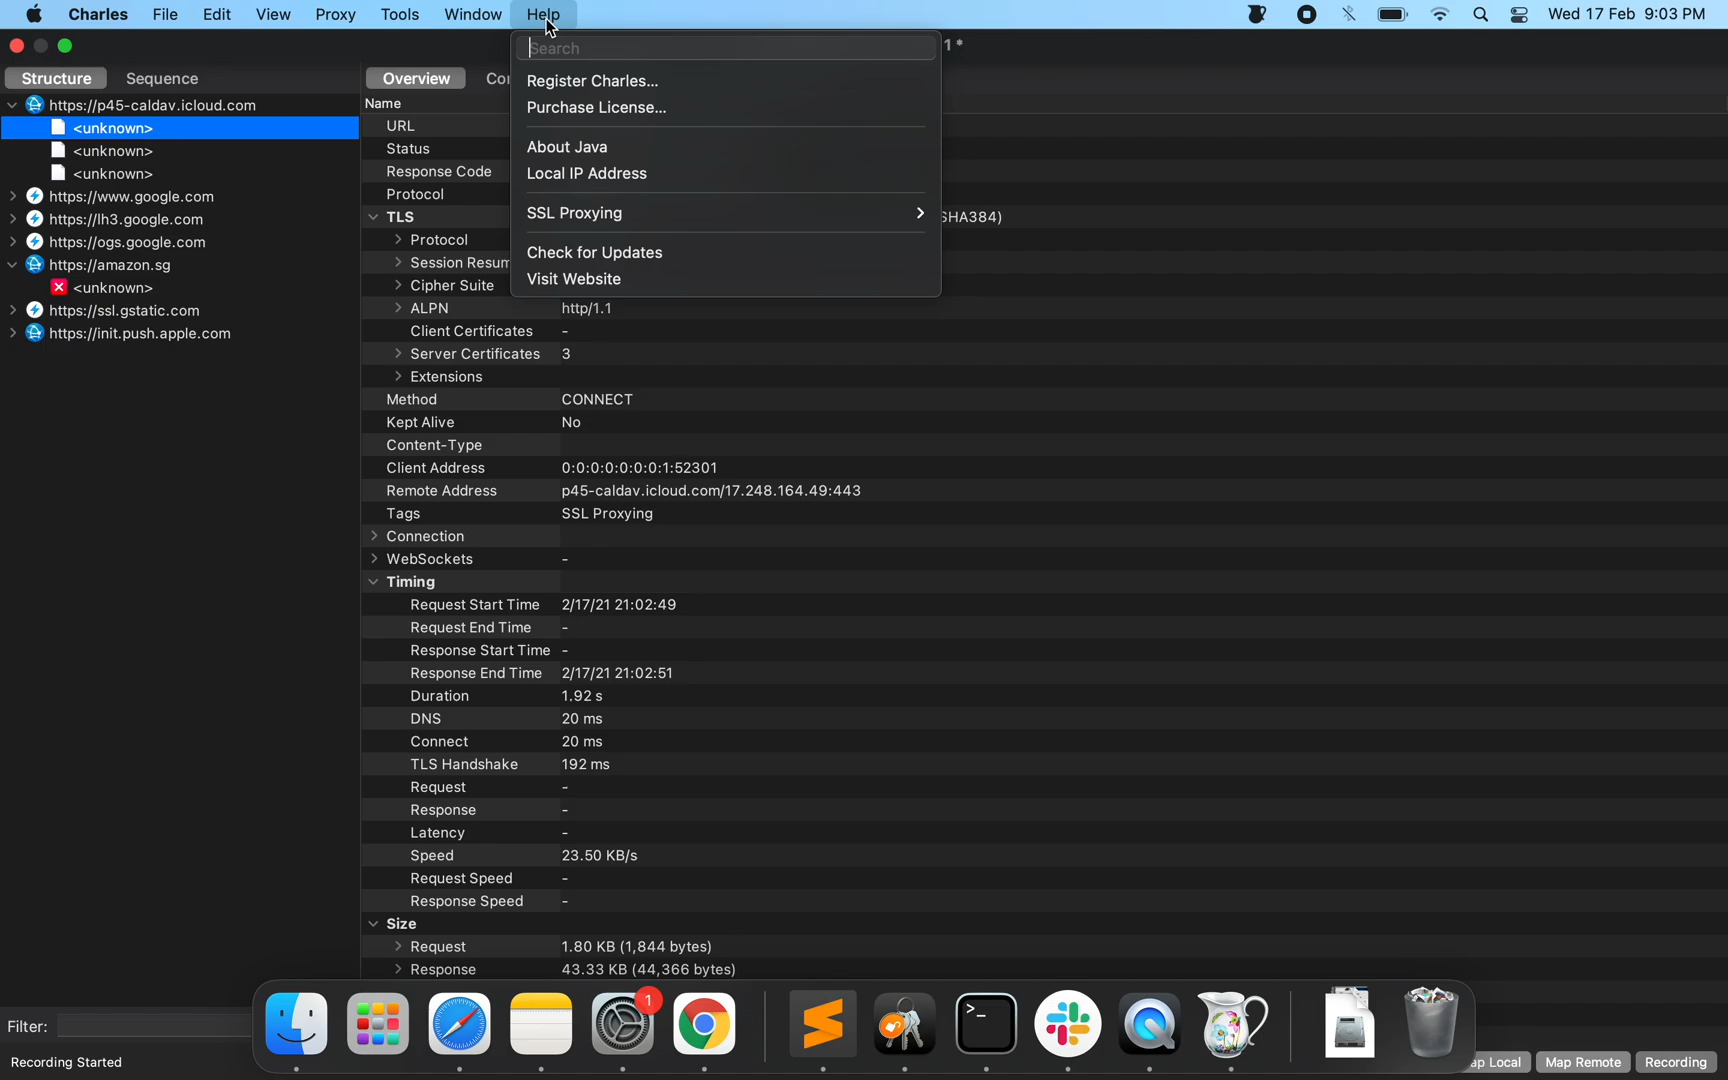 Charles File Edit View Proxy Tools Window Help Wed 17 Feb 9:03 PM
Search
1 *
Structure Sequence
Overview
Register Charles...
Purchase License...
About Java
Local IP Address
SSL Proxying
Check for Updates
Visit Website
https://p45-caldav.icloud.com
<unknown>
<unknown>
<unknown>
https://www.google.com
https://lh3.google.com
https://ogs.google.com
https://amazon.sg
<unknown>
https://ssl.gstatic.com
https://init.push.apple.com
Name
URL
Status
Response Code
Protocol
TLS SHA384)
Protocol
Session Resum
Cipher Suite
ALPN http/1.1
Client Certificates -
Server Certificates 3
Extensions
Method CONNECT
Kept Alive No
Content-Type
Client Address 0:0:0:0:0:0:0:1:52301
Remote Address p45-caldav.icloud.com/17.248.164.49:443
Tags SSL Proxying
Connection
WebSockets -
Timing
Request Start Time 2/17/21 21:02:49
Request End Time -
Response Start Time -
Response End Time 2/17/21 21:02:51
Duration 1.92 s
DNS 20 ms
Connect 20 ms
TLS Handshake 192 ms
Request -
Response -
Latency -
Speed 23.50 KB/s
Request Speed -
Response Speed -
Size
Request 1.80 KB (1,844 bytes)
Response 43.33 KB (44,366 bytes)
1
Filter:
Recording Started
ap Local Map Remote Recording